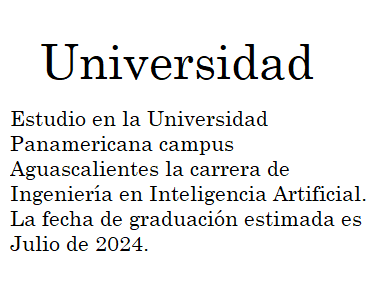 Universidad
Estudio en la Universidad
Panamericana campus
Aguascalientes la carrera de
Ingeniería en Inteligencia Artificial.
La fecha de graduación estimada es
Julio de 2024.